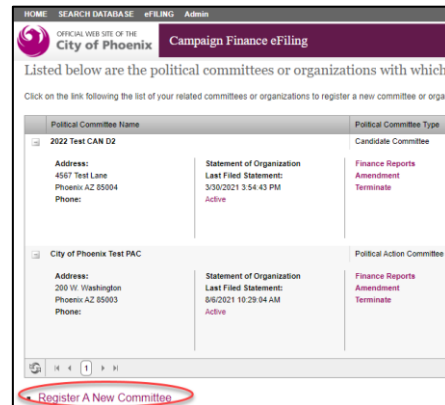 HOME SEARCH DATABASE eFILING Admin
OFFICIAL WEB SITE OF THE
City of Phoenix
Campaign Finance eFiling
Listed below are the political committees or organizations with which
Click on the link following the list of your related committees or organizations to register a new committee or orga
Political Committee Name Political Committee Type
2022 Test CAN D2 Candidate Committee
Address: Statement of Organization Finance Reports
4567 Test Lane Last Filed Statement: Amendment
Phoenix AZ 85004 3/30/2021 3:54:43 PM Terminate
Phone: Active
City of Phoenix Test PAC Political Action Committee
Address: Statement of Organization Finance Reports
200 W. Washington Last Filed Statement: Amendment
Phoenix AZ 85003 8/6/2021 10:29:04 AM Terminate
Phone: Active
1
• Register A New Committee